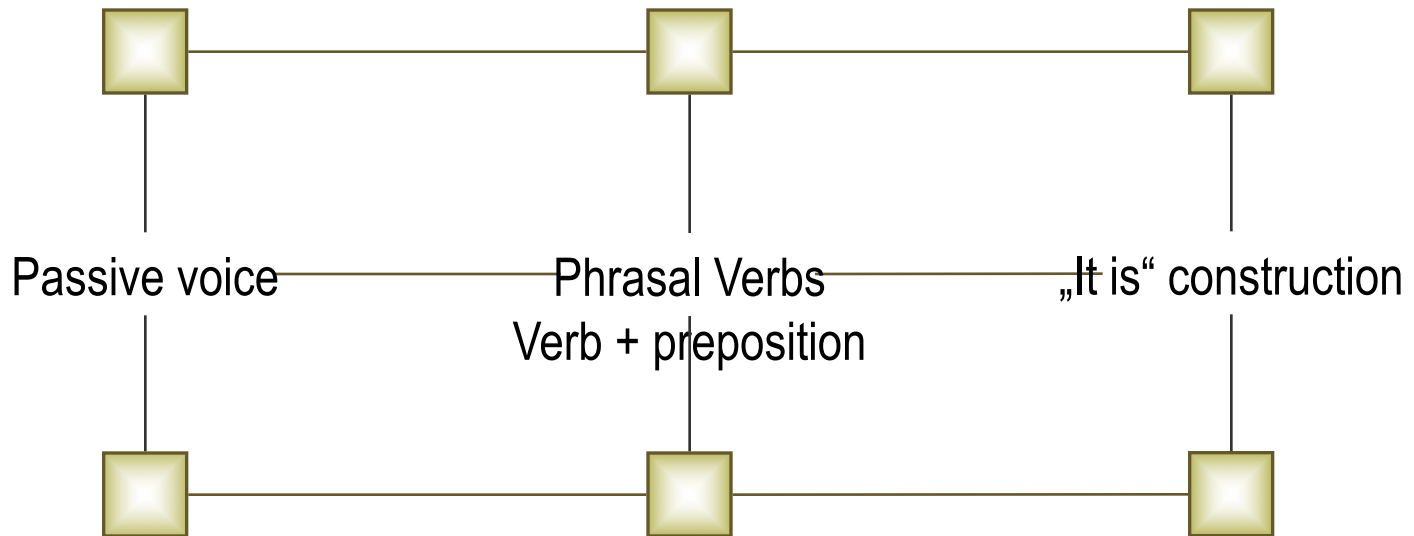 Passive voice
Phrasal Verbs
Verb + preposition
„It is“ construction